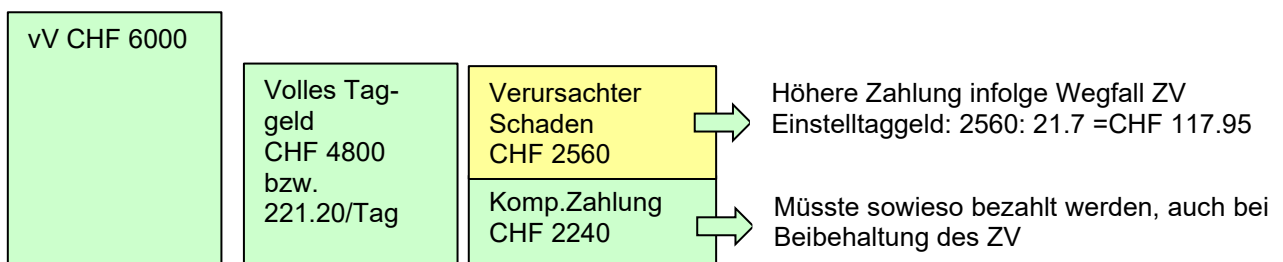 vV CHF 6000
Volles Tag-
geld
CHF 4800
bzw.
221.20/Tag
Verursachter
Schaden
CHF 2560
Höhere Zahlung infolge Wegfall ZV
Einstelltaggeld: 2560: 21.7 =CHF 117.95
Komp.Zahlung
CHF 2240
Müsste sowieso bezahlt werden, auch bei
Beibehaltung des ZV